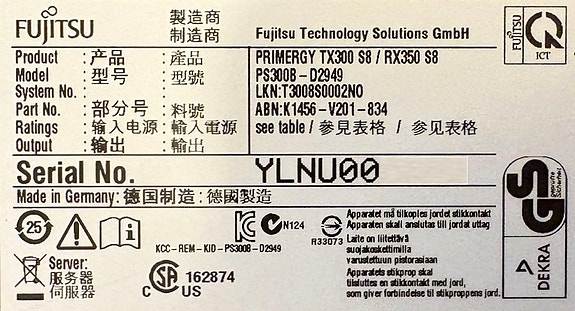 FUJITSU 製造商 制造商 Fujitsu Technology Solutions GmbH
Product : 产品 : 產品 PRIMERGY TX300 S8 / RX350 S8
Model : 型号 : 型號 PS300B-D2949
System No. : : LKN:T3008S0002NO
Part No. : 部分号 : 料號 ABN:K1456-V201-834
Ratings : 输入电源 : 輸入電源 see table / 參見表格 / 参见表格
Output : 输出 : 輸出
Serial No. YLNU00
Made in Germany: 德国制造: 德國製造
FUJITSU
Q
ICT
25
i
KC
KCC-REM-KID-PS300B-D2949
N124
R33073
Apparatet må tilkoples jordet stikkontakt
Apparaten skall anslutas till jordat uttag
Laite on liitettävä
suojakoskettimilla
varustettuun pistorasiaan
Apparatets stikprop skal
tilsluttes en stikkontakt med jord,
som giver forbindelse til stikproppens jord.
Server:
服务器
伺服器
C SA US 162874
GS
geprüfte
Sicherheit
DEKRA